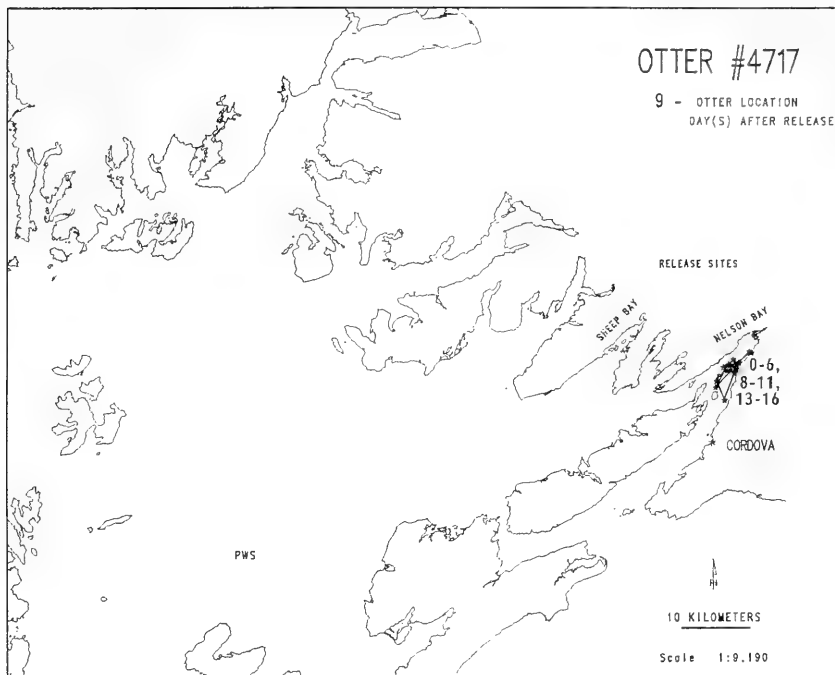 OTTER #4717
9 - OTTER LOCATION
DAY(S) AFTER RELEASE
RELEASE SITES
SHEEP BAY
NELSON BAY
0-6,
8-11,
13-16
CORDOVA
PWS
10 KILOMETERS
Scale 1:9,190